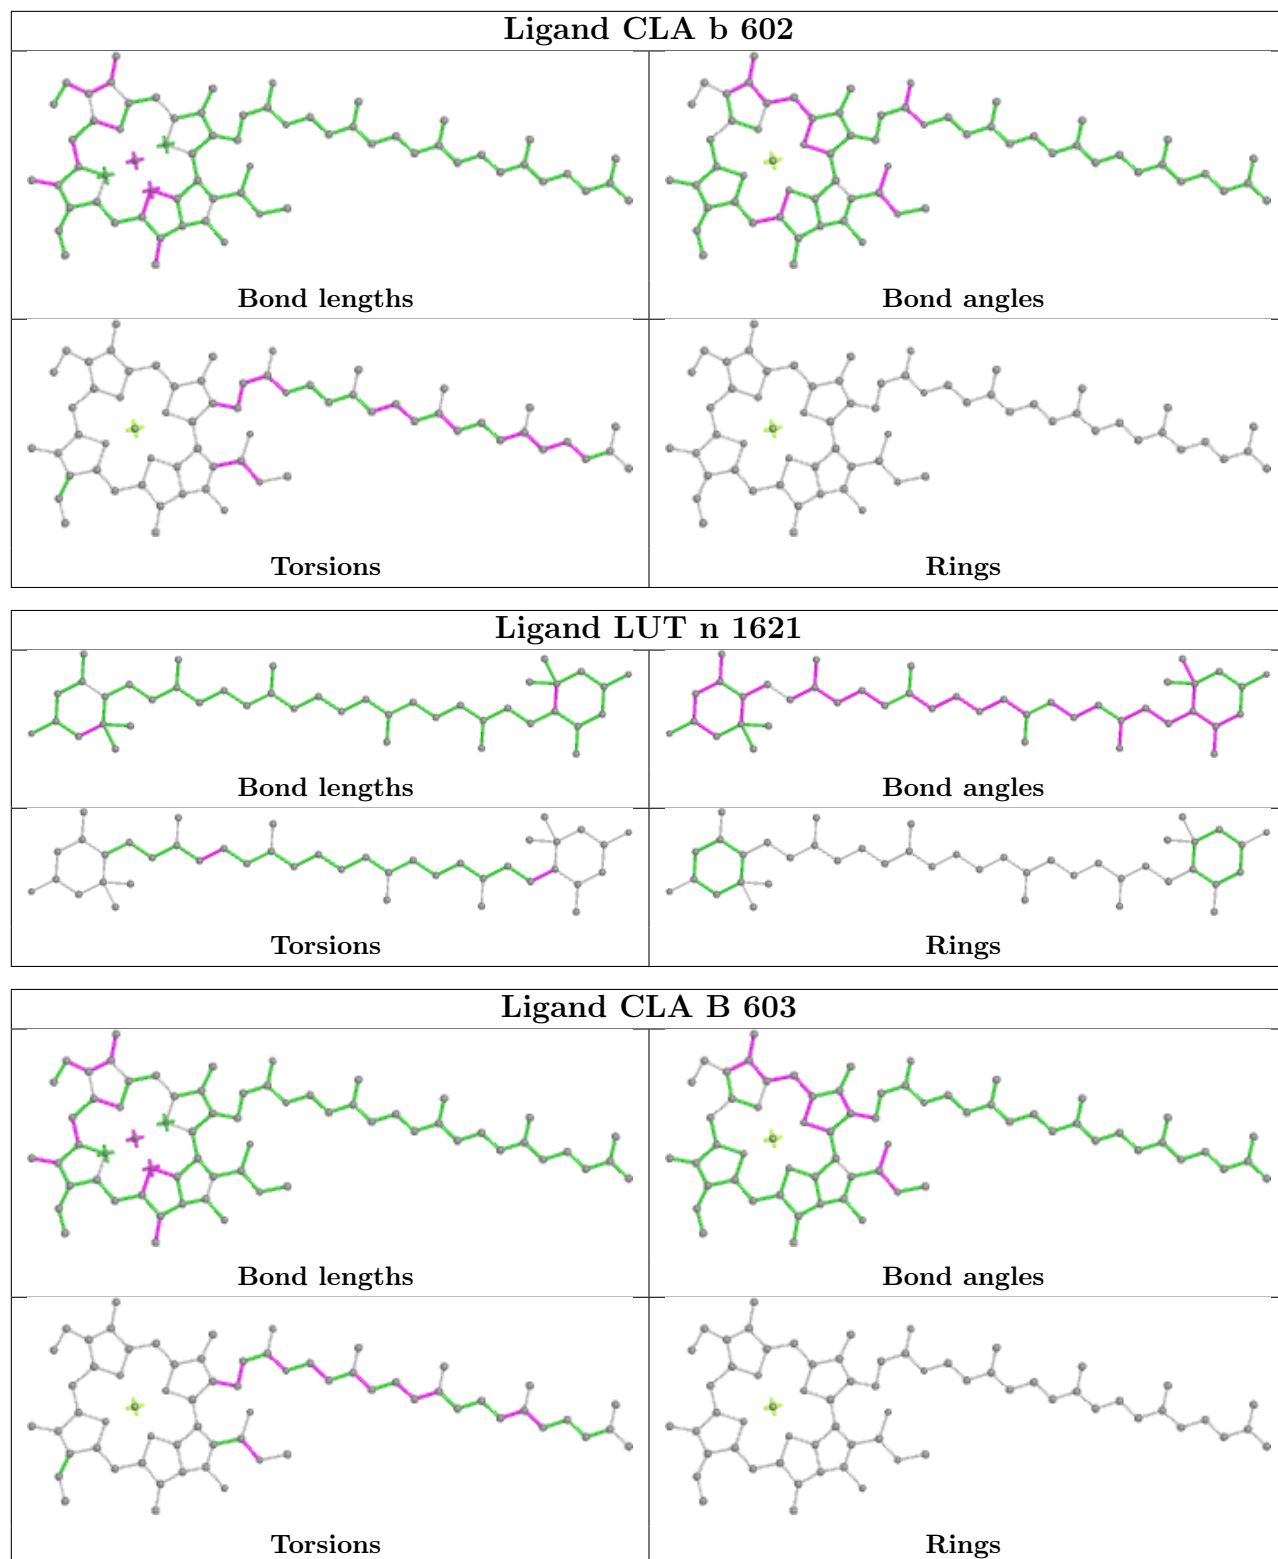 Ligand CLA b 602
Bond lengths
Bond angles
Torsions
Rings
Ligand LUT n 1621
Bond lengths
Bond angles
Torsions
Rings
Ligand CLA B 603
Bond lengths
Bond angles
Torsions
Rings